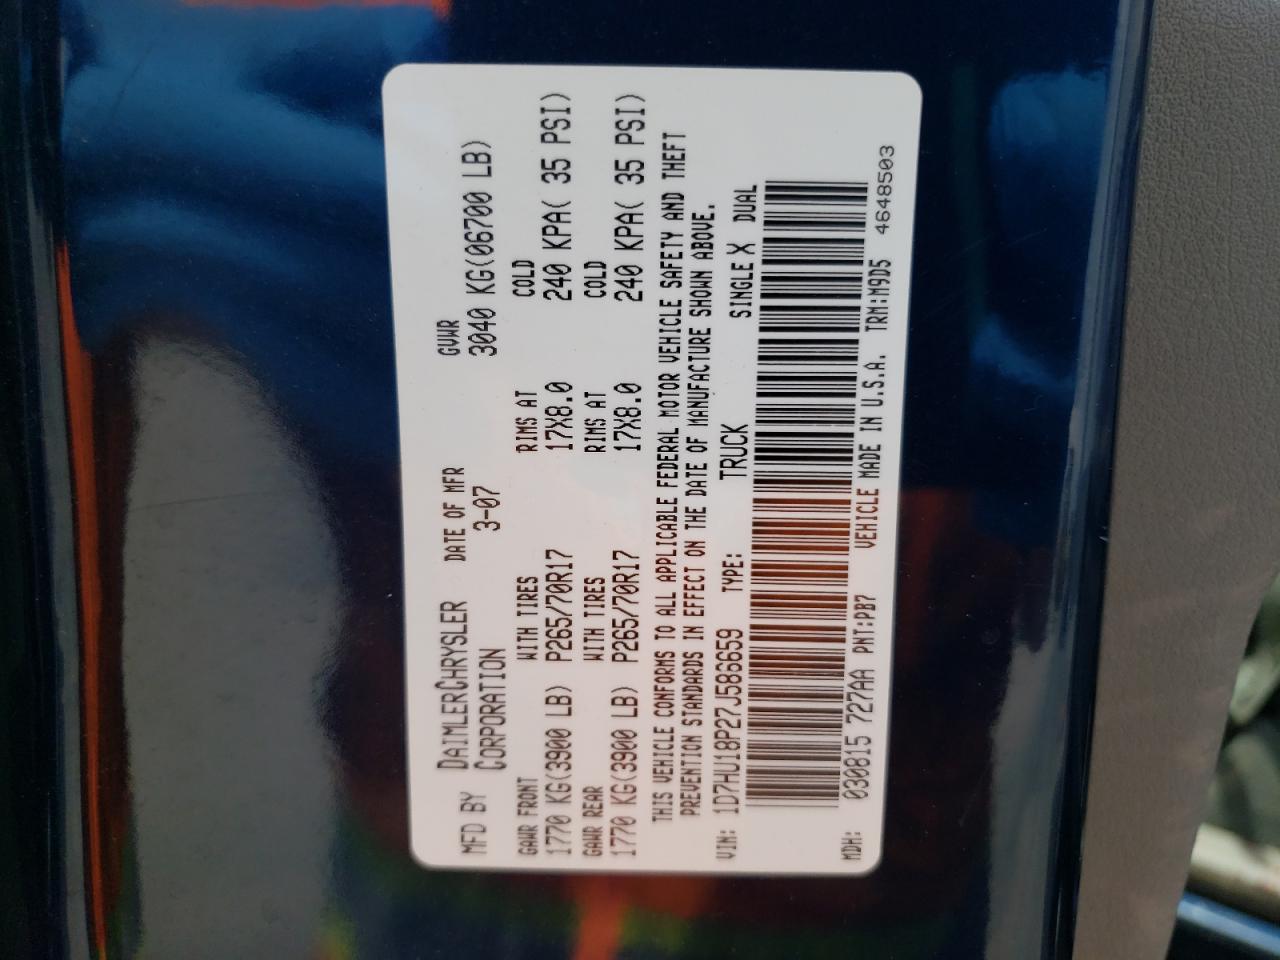 MFD BY DAIMLERCHRYSLER CORPORATION DATE OF MFR 3-07 GVWR 3040 KG(06700 LB)
GAWR FRONT WITH TIRES RIMS AT COLD
1770 KG(3900 LB) P265/70R17 17X8.0 240 KPA( 35 PSI)
GAWR REAR WITH TIRES RIMS AT COLD
1770 KG(3900 LB) P265/70R17 17X8.0 240 KPA( 35 PSI)
THIS VEHICLE CONFORMS TO ALL APPLICABLE FEDERAL MOTOR VEHICLE SAFETY AND THEFT
PREVENTION STANDARDS IN EFFECT ON THE DATE OF MANUFACTURE SHOWN ABOVE.
VIN: 1D7HU18P27J586659 TYPE: TRUCK SINGLE X DUAL
MDH: 030815 727AA PNT:PB7 VEHICLE MADE IN U.S.A. TRM:M9D5 4648503